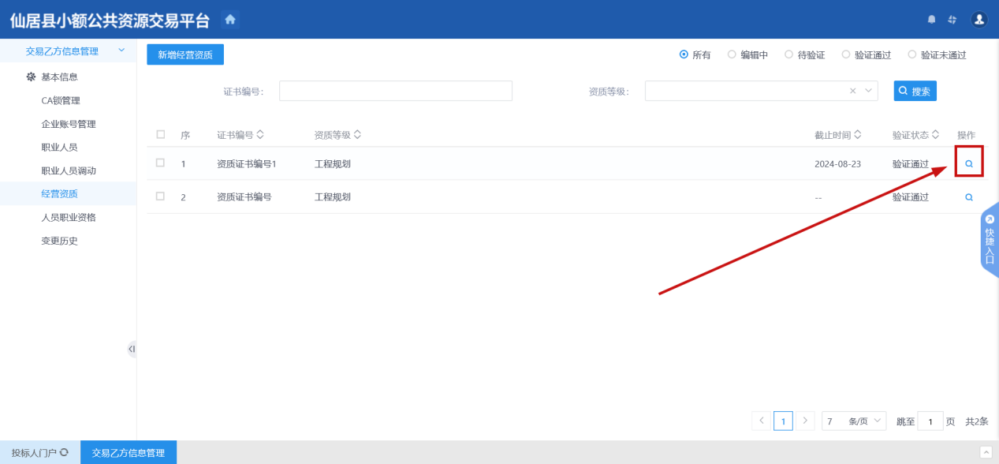 仙居县小额公共资源交易平台
交易乙方信息管理
基本信息
CA锁管理
企业账号管理
职业人员
职业人员调动
经营资质
人员职业资格
变更历史
新增经营资质
所有 编辑中 待验证 验证通过 验证未通过
证书编号： 资质等级： 搜索
序 证书编号 资质等级 截止时间 验证状态 操作
1 资质证书编号1 工程规划 2024-08-23 验证通过
2 资质证书编号 工程规划 -- 验证通过
快捷入口
1 7 条/页 跳至 1 页 共2条
投标人门户 交易乙方信息管理